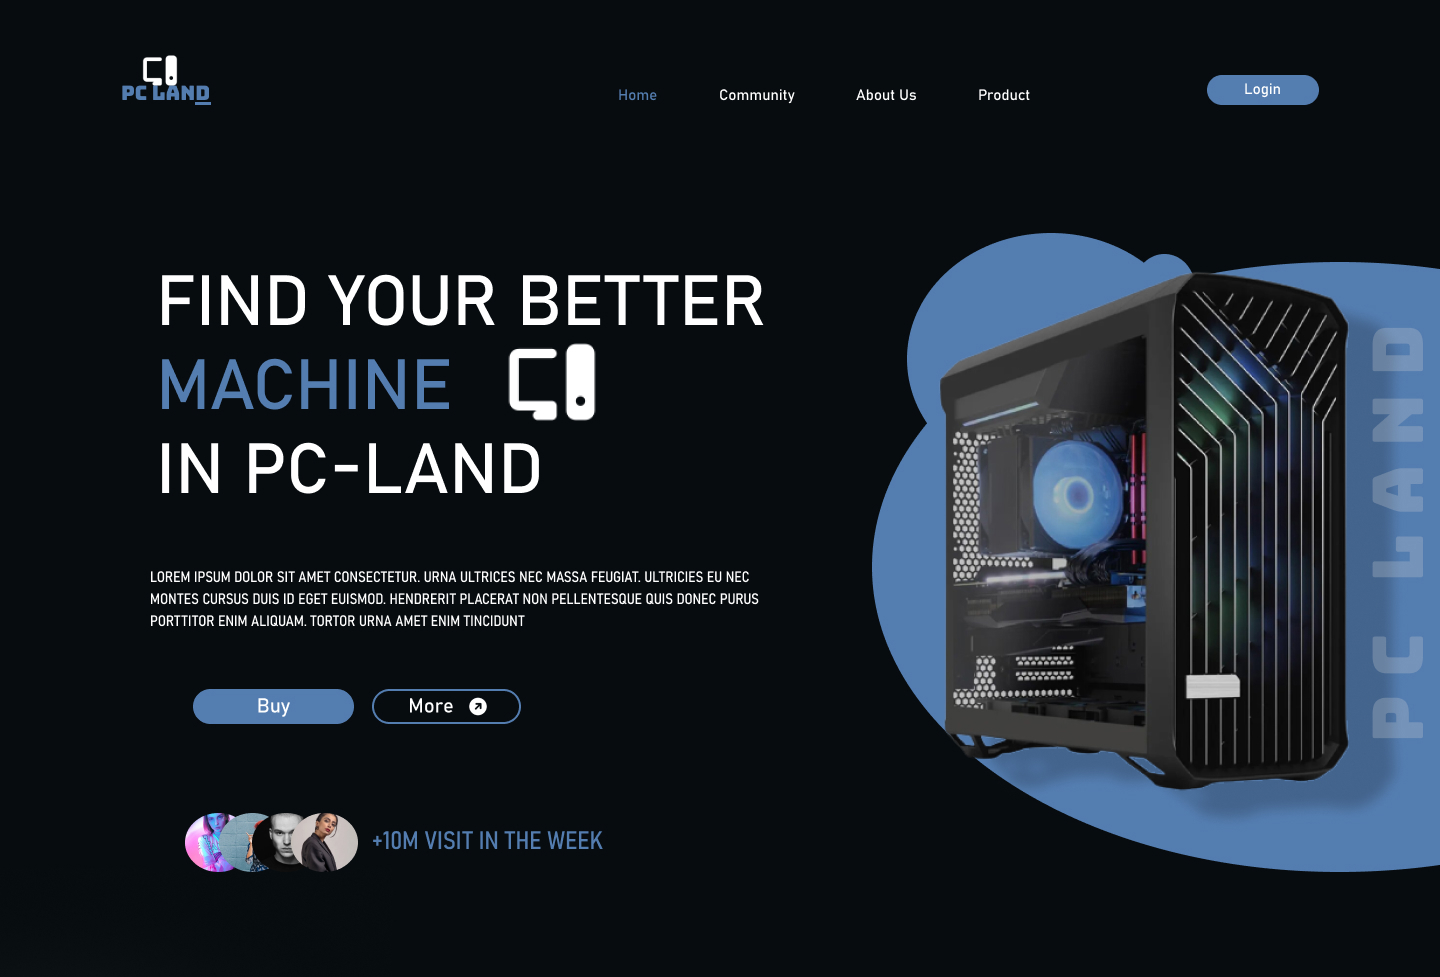 PC LAND
Home
Community
About Us
Product
Login
FIND YOUR BETTER
MACHINE
IN PC-LAND
LOREM IPSUM DOLOR SIT AMET CONSECTETUR. URNA ULTRICES NEC MASSA FEUGIAT. ULTRICIES EU NEC
MONTES CURSUS DUIS ID EGET EUISMOD. HENDRERIT PLACERAT NON PELLENTESQUE QUIS DONEC PURUS
PORTTITOR ENIM ALIQUAM. TORTOR URNA AMET ENIM TINCIDUNT
Buy
More
+10M VISIT IN THE WEEK
PC LAND